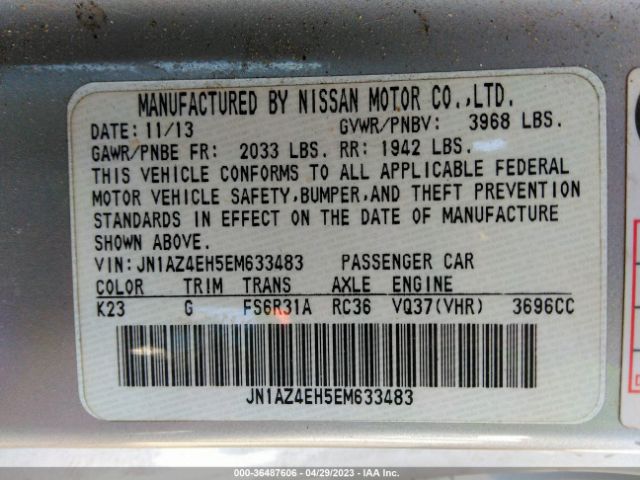 MANUFACTURED BY NISSAN MOTOR CO.,LTD.
DATE: 11/13 GVWR/PNBV: 3968 LBS.
GAWR/PNBE FR: 2033 LBS. RR: 1942 LBS.
THIS VEHICLE CONFORMS TO ALL APPLICABLE FEDERAL
MOTOR VEHICLE SAFETY,BUMPER,AND THEFT PREVENTION
STANDARDS IN EFFECT ON THE DATE OF MANUFACTURE
SHOWN ABOVE.
VIN:JN1AZ4EH5EM633483 PASSENGER CAR
COLOR TRIM TRANS AXLE ENGINE
K23 G FS6R31A RC36 VQ37(VHR) 3696CC
JN1AZ4EH5EM633483
000-36487606 - 04/29/2023 - IAA Inc.